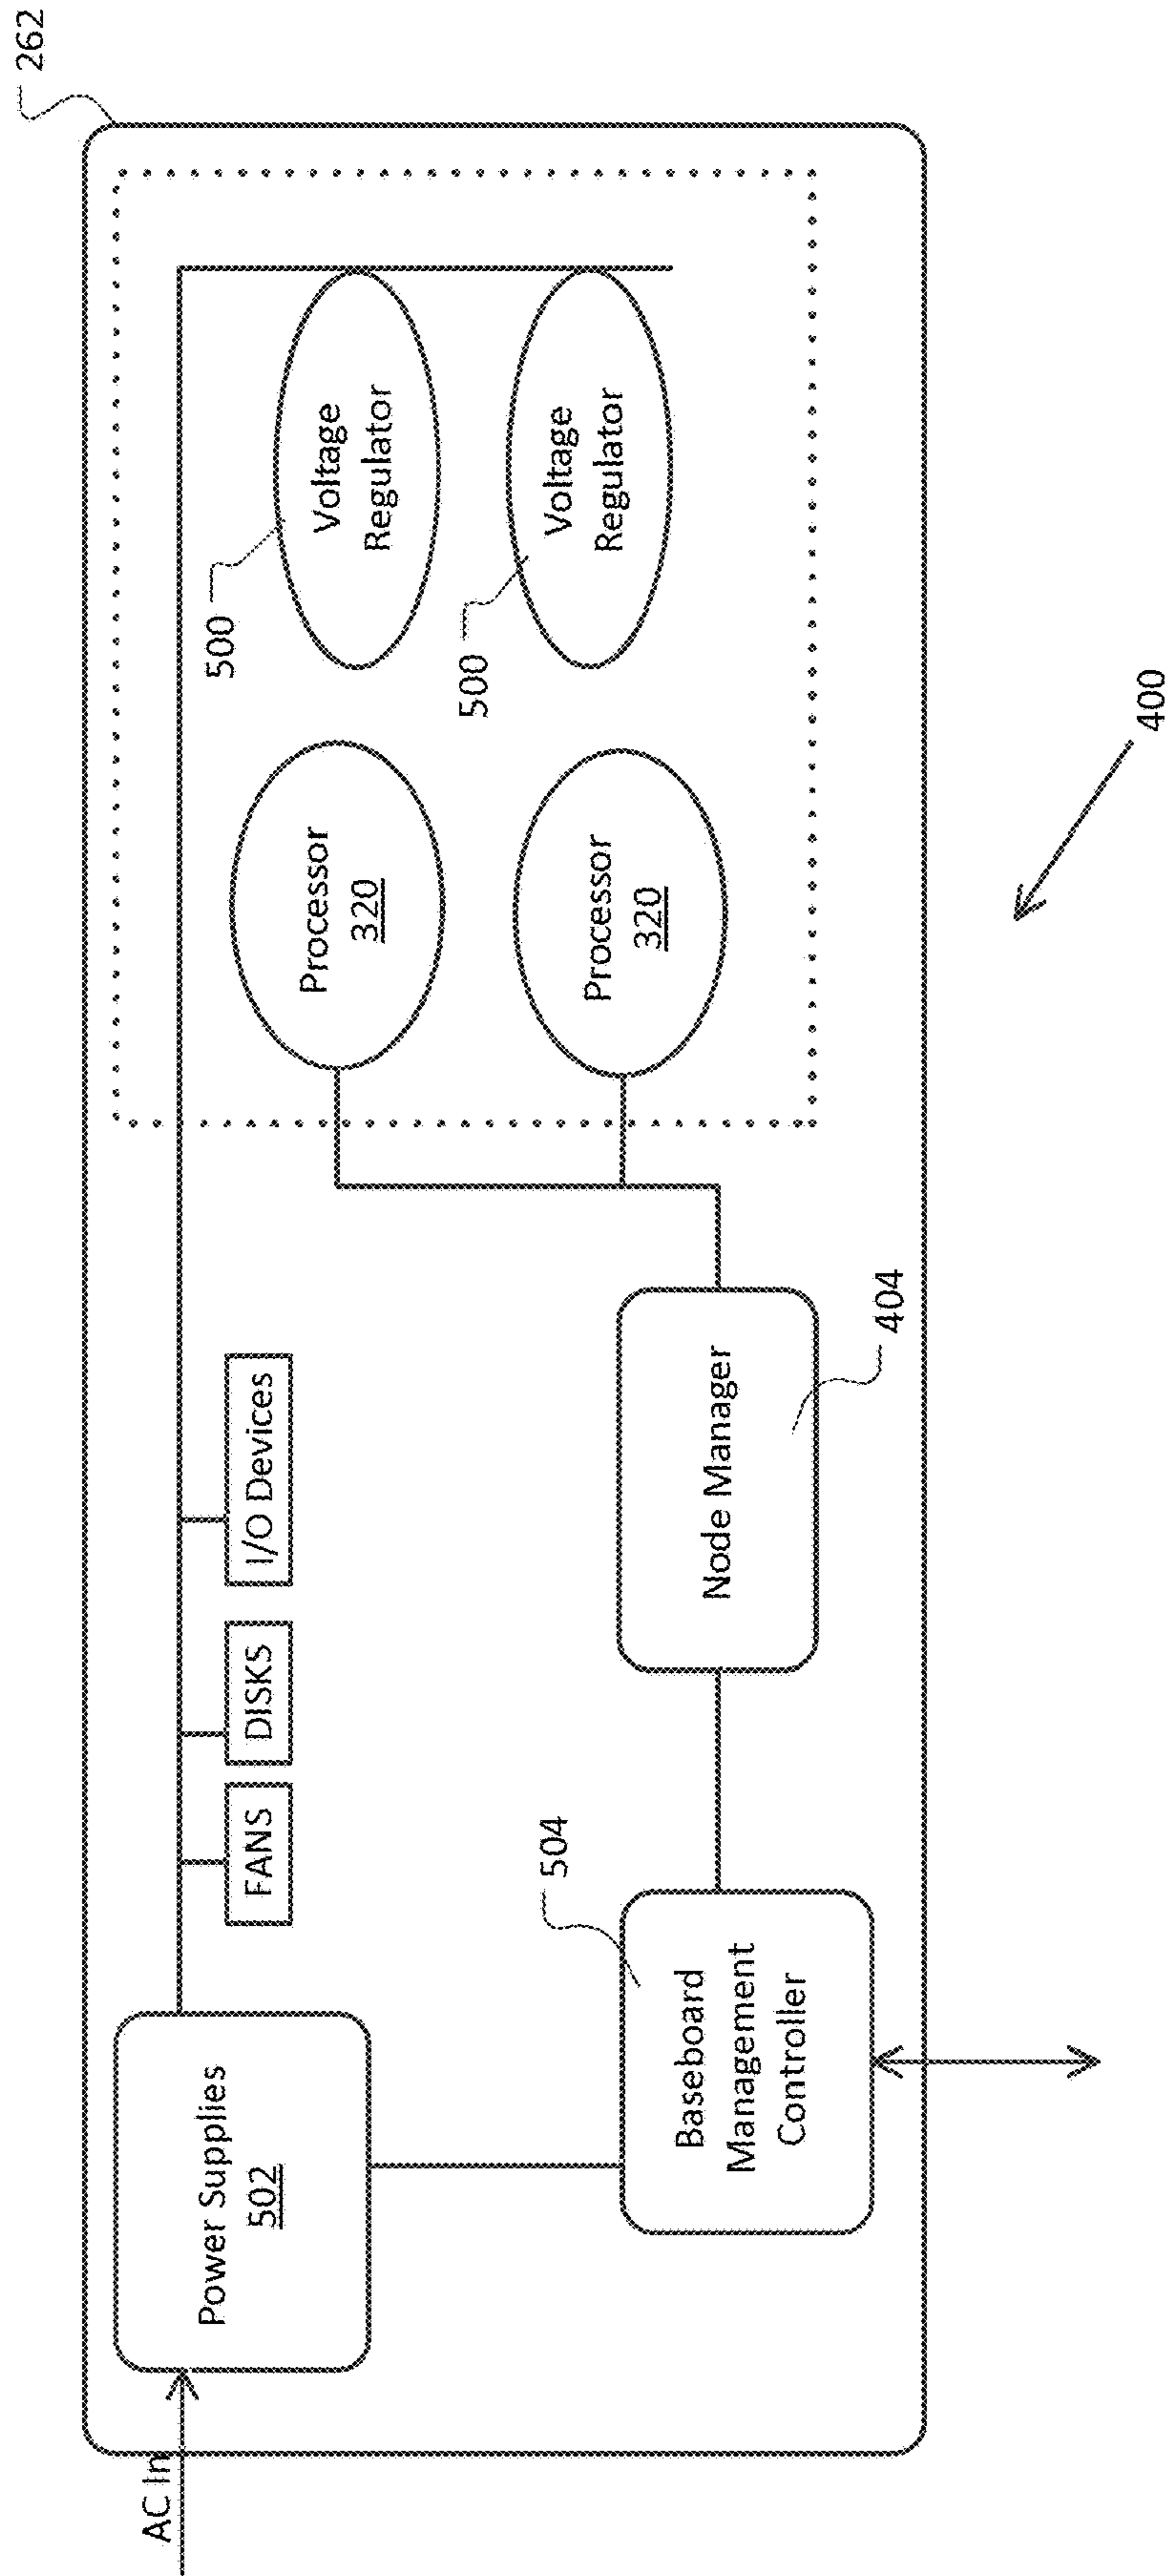 262
AC In
Power Supplies
502
FANS
DISKS
I/O Devices
500
Voltage
Regulator
500
Voltage
Regulator
Processor
320
Processor
320
504
Baseboard
Management
Controller
Node Manager
404
400